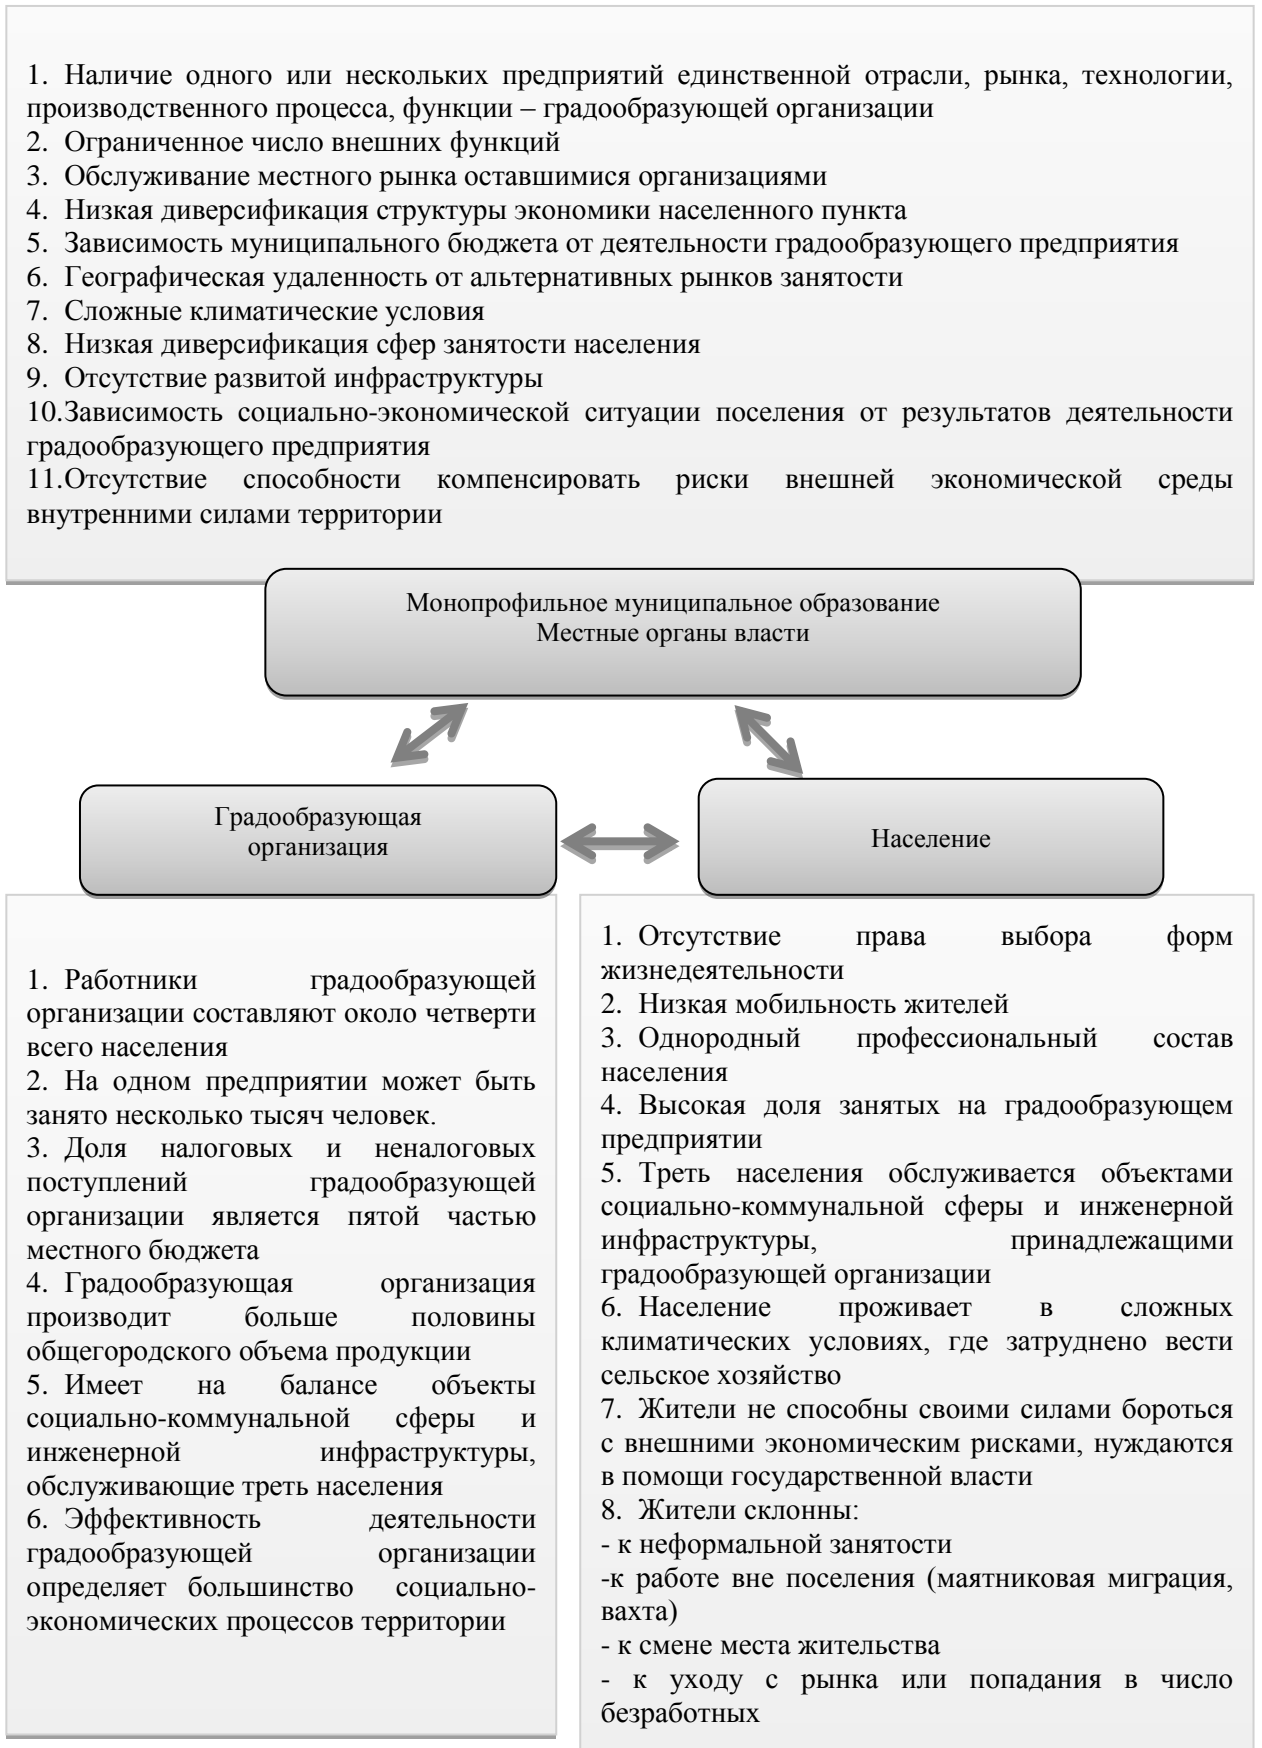 1. Наличие одного или нескольких предприятий единственной отрасли, рынка, технологии,
производственного процесса, функции – градообразующей организации
2. Ограниченное число внешних функций
3. Обслуживание местного рынка оставшимися организациями
4. Низкая диверсификация структуры экономики населенного пункта
5. Зависимость муниципального бюджета от деятельности градообразующего предприятия
6. Географическая удаленность от альтернативных рынков занятости
7. Сложные климатические условия
8. Низкая диверсификация сфер занятости населения
9. Отсутствие развитой инфраструктуры
10.Зависимость социально-экономической ситуации поселения от результатов деятельности
градообразующего предприятия
11.Отсутствие способности компенсировать риски внешней экономической среды
внутренними силами территории
Монопрофильное муниципальное образование
Местные органы власти
Градообразующая
организация
Население
1. Работники градообразующей
организации составляют около четверти
всего населения
2. На одном предприятии может быть
занято несколько тысяч человек.
3. Доля налоговых и неналоговых
поступлений градообразующей
организации является пятой частью
местного бюджета
4. Градообразующая организация
производит больше половины
общегородского объема продукции
5. Имеет на балансе объекты
социально-коммунальной сферы и
инженерной инфраструктуры,
обслуживающие треть населения
6. Эффективность деятельности
градообразующей организации
определяет большинство социально-
экономических процессов территории
1. Отсутствие права выбора форм
жизнедеятельности
2. Низкая мобильность жителей
3. Однородный профессиональный состав
населения
4. Высокая доля занятых на градообразующем
предприятии
5. Треть населения обслуживается объектами
социально-коммунальной сферы и инженерной
инфраструктуры, принадлежащими
градообразующей организации
6. Население проживает в сложных
климатических условиях, где затруднено вести
сельское хозяйство
7. Жители не способны своими силами бороться
с внешними экономическим рисками, нуждаются
в помощи государственной власти
8. Жители склонны:
- к неформальной занятости
-к работе вне поселения (маятниковая миграция,
вахта)
- к смене места жительства
- к уходу с рынка или попадания в число
безработных